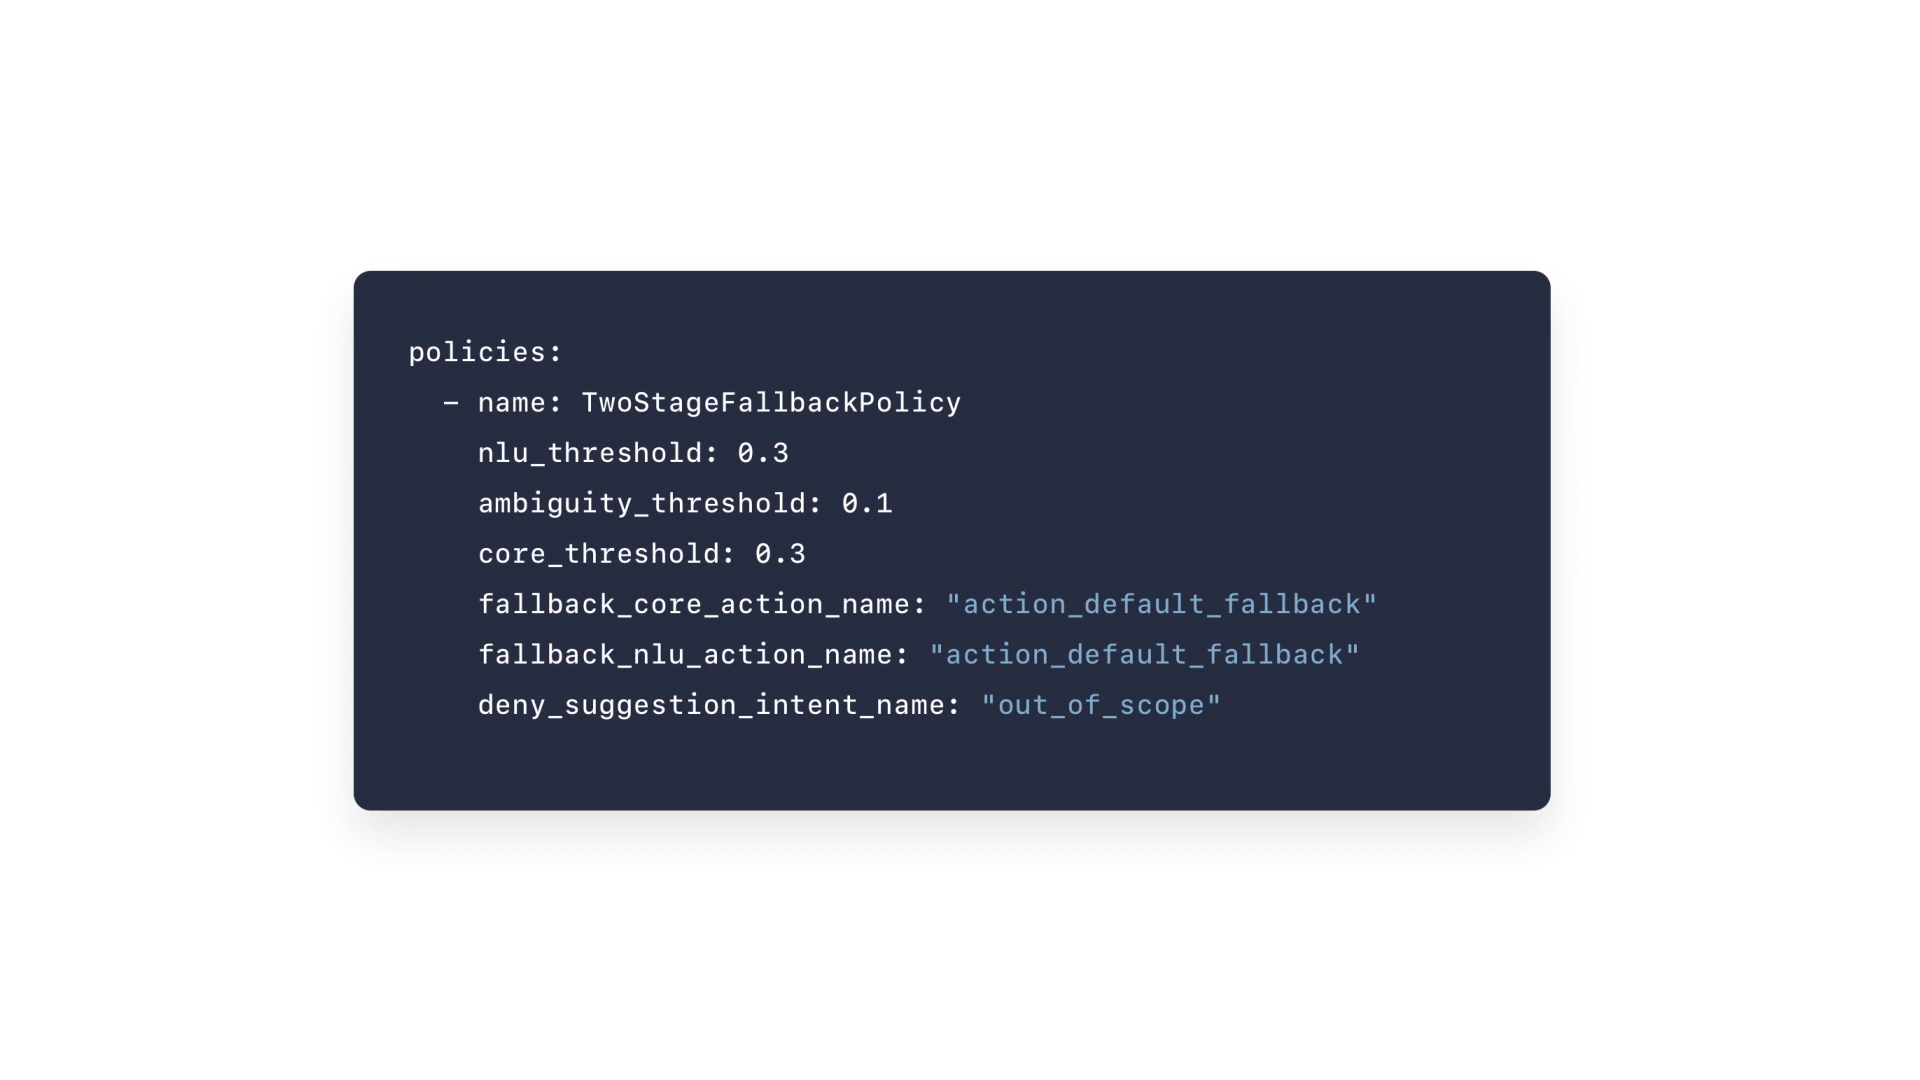 policies:
  - name: TwoStageFallbackPolicy
    nlu_threshold: 0.3
    ambiguity_threshold: 0.1
    core_threshold: 0.3
    fallback_core_action_name: "action_default_fallback"
    fallback_nlu_action_name: "action_default_fallback"
    deny_suggestion_intent_name: "out_of_scope"